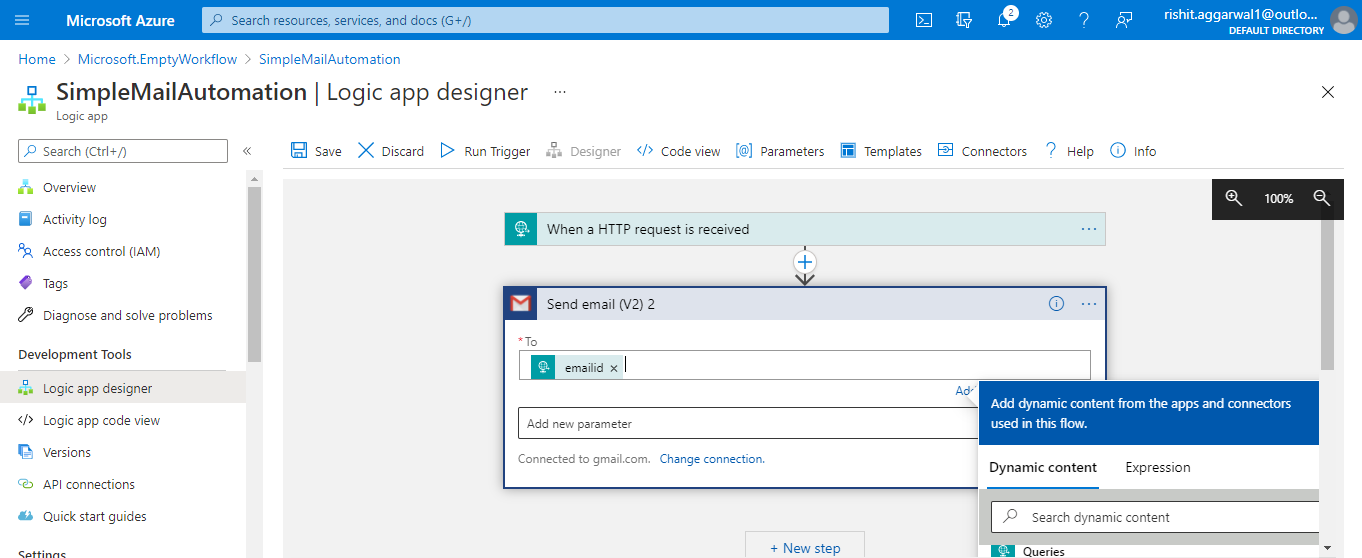 Microsoft Azure
Search resources, services, and docs (G+/)
2
rishit.aggarwal1@outlo...
DEFAULT DIRECTORY
Home > Microsoft.EmptyWorkflow > SimpleMailAutomation
SimpleMailAutomation | Logic app designer ...
Logic app
Search (Ctrl+/) «
Save Discard Run Trigger Designer Code view Parameters Templates Connectors Help Info
Overview
Activity log
Access control (IAM)
Tags
Diagnose and solve problems
Development Tools
Logic app designer
Logic app code view
Versions
API connections
Quick start guides
Settings
100%
When a HTTP request is received ...
Send email (V2) 2 ...
* To
emailid ×
Add
Add new parameter
Connected to gmail.com. Change connection.
Add dynamic content from the apps and connectors
used in this flow.
Dynamic content Expression
Search dynamic content
Queries
+ New step